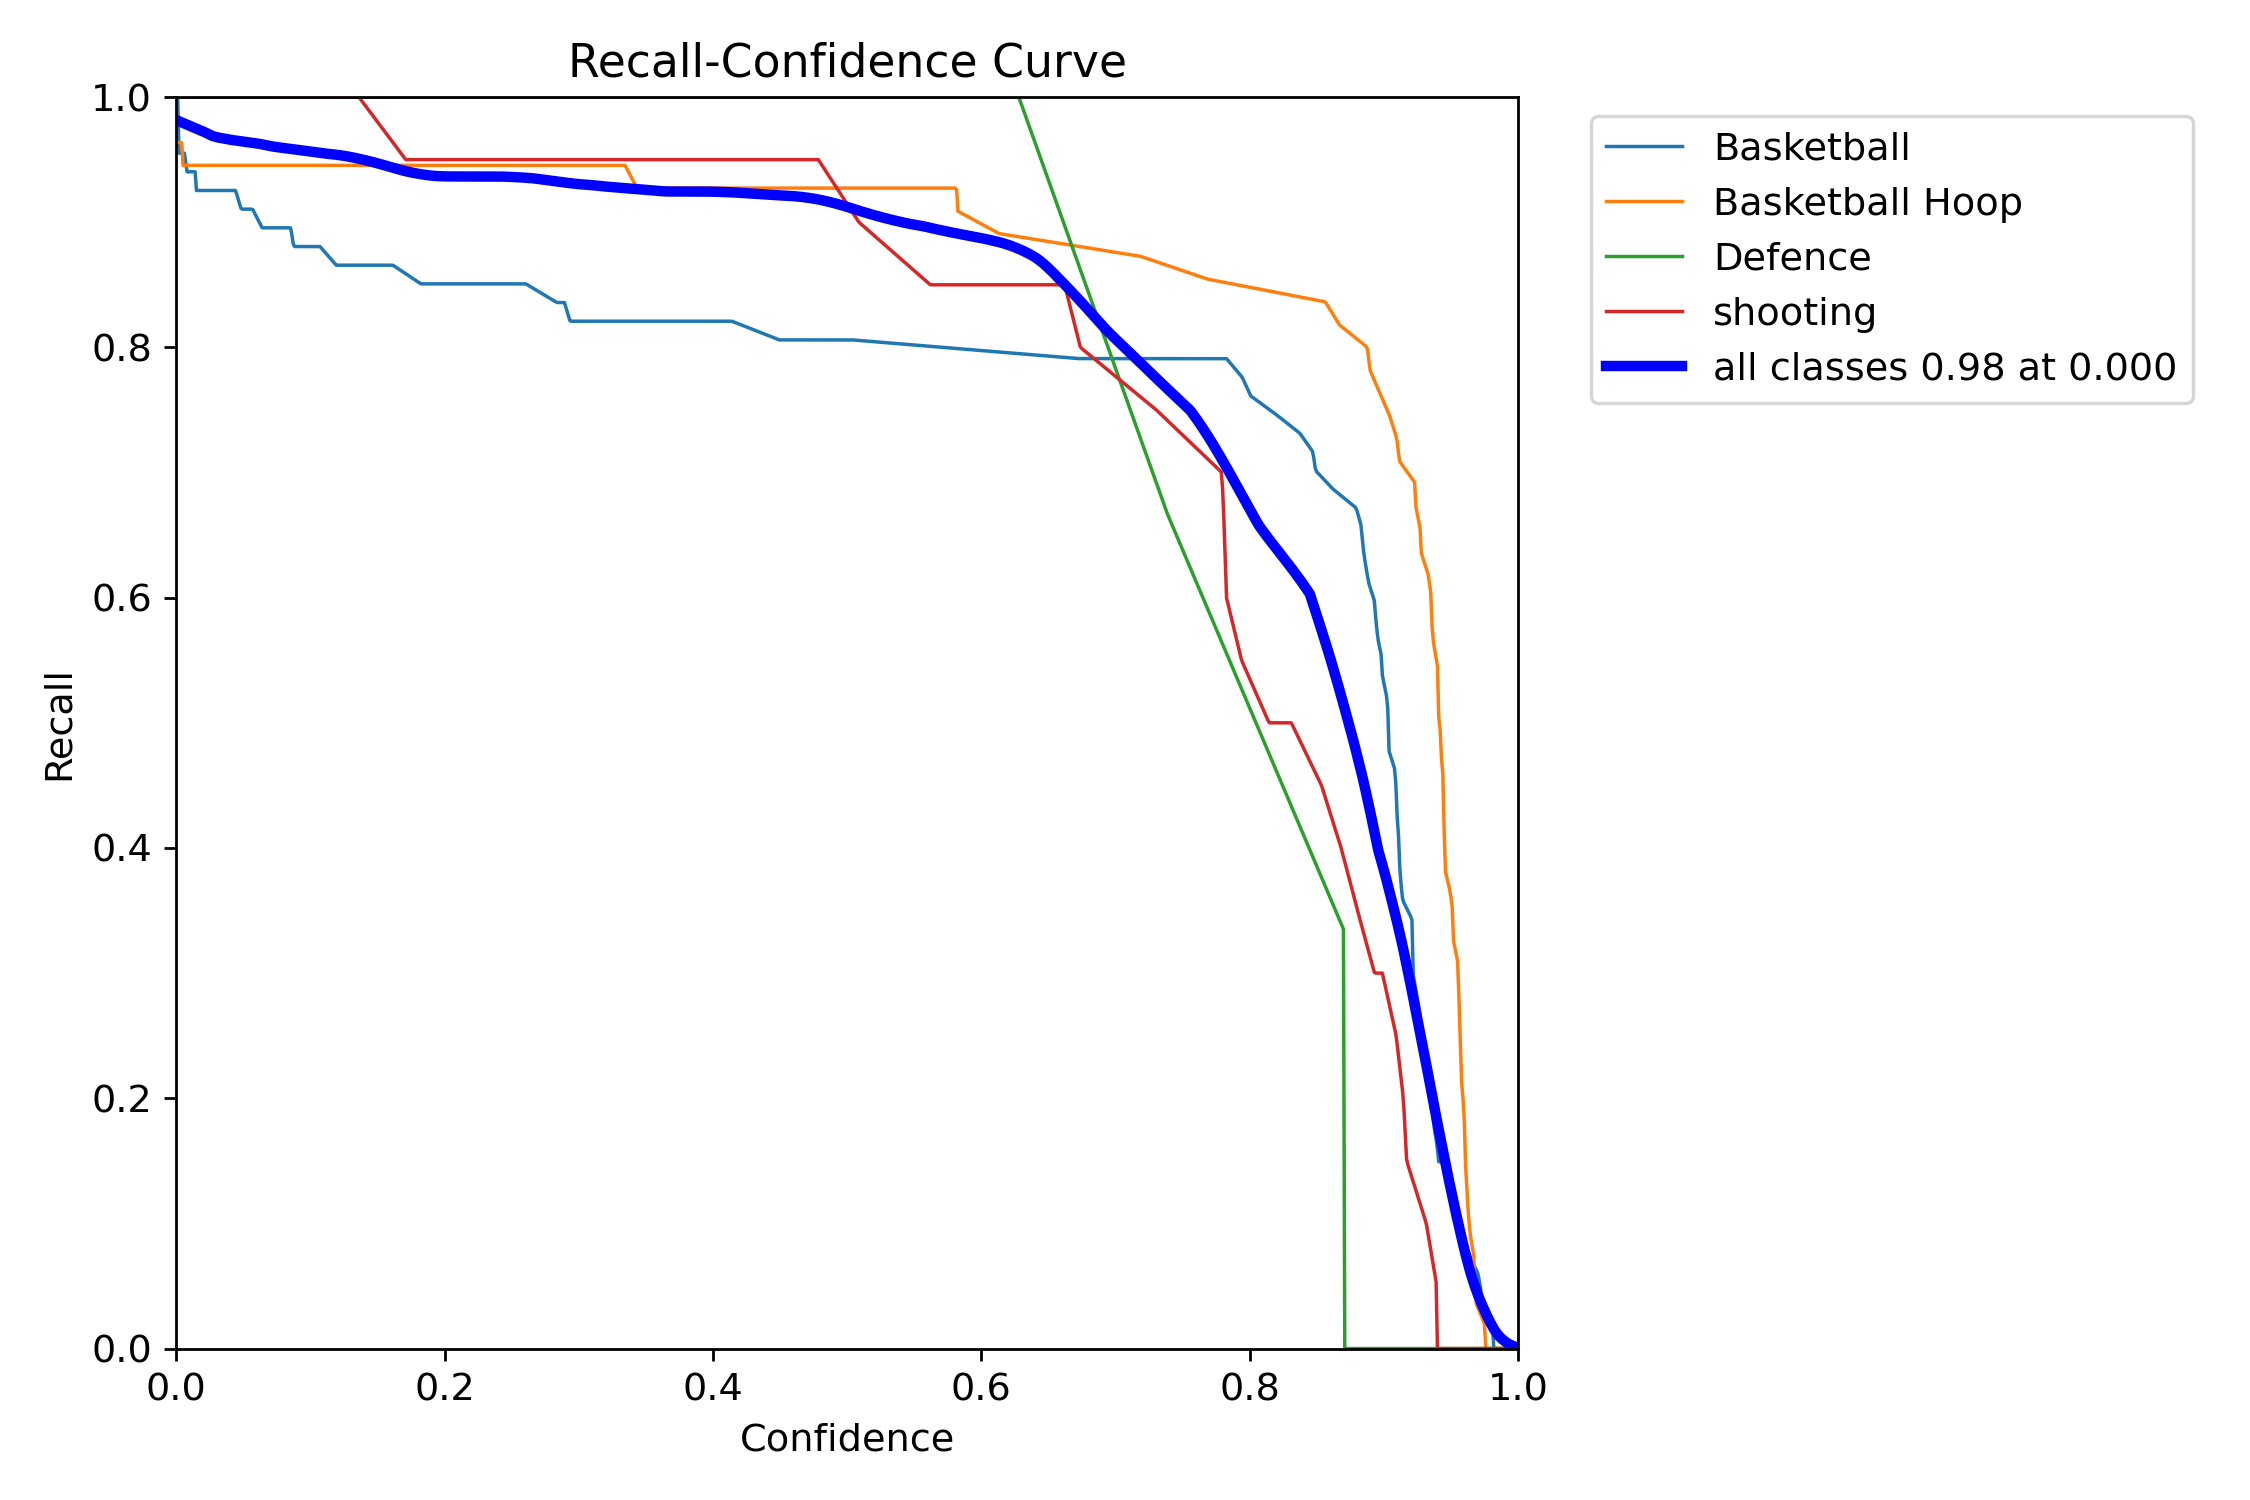 Recall-Confidence Curve
1.0
0.8
0.6
0.4
0.2
0.0
Recall
0.0 0.2 0.4 0.6 0.8 1.0
Confidence
Basketball
Basketball Hoop
Defence
shooting
all classes 0.98 at 0.000